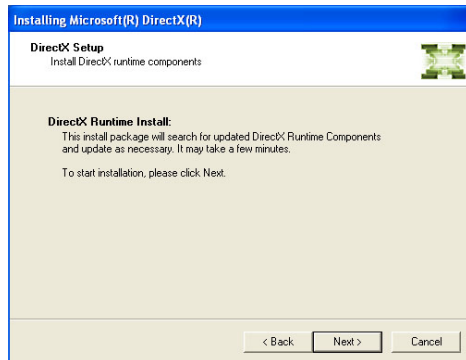 Installing Microsoft(R) DirectX(R)
DirectX Setup
Install DirectX runtime components
DirectX Runtime Install:
This install package will search for updated DirectX Runtime Components
and update as necessary. It may take a few minutes.
To start installation, please click Next.
< Back
Next >
Cancel